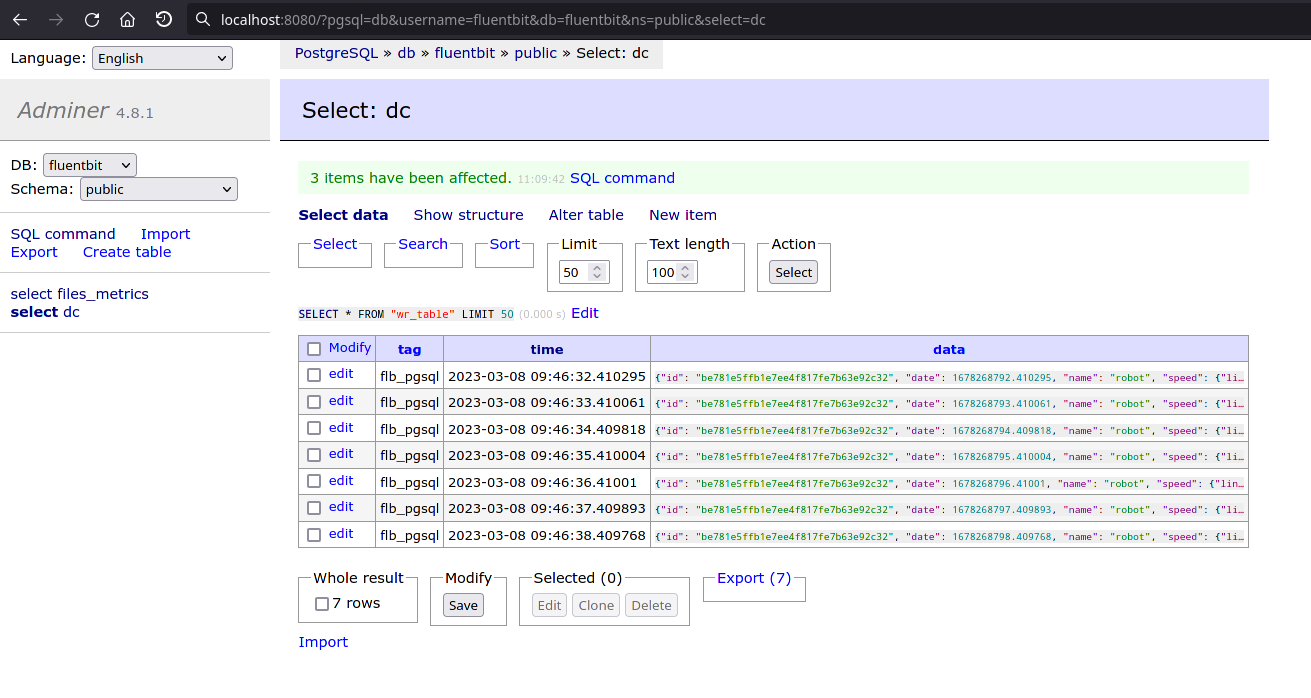 localhost:8080/?pgsql=db&username=fluentbit&db=fluentbit&ns=public&select=dc
Language: English
PostgreSQL » db » fluentbit » public » Select: dc
Adminer 4.8.1
Select: dc
DB: fluentbit
Schema: public
3 items have been affected. 11:09:42 SQL command
SQL command Import
Export Create table
select files_metrics
select dc
Select data Show structure Alter table New item
Select Search Sort Limit Text length Action
50 100 Select
SELECT * FROM "wr_table" LIMIT 50 (0.000 s) Edit
Modify tag time data
edit flb_pgsql 2023-03-08 09:46:32.410295 {"id": "be781e5ffb1e7ee4f817fe7b63e92c32", "date": 1678268792.410295, "name": "robot", "speed": {"li…
edit flb_pgsql 2023-03-08 09:46:33.410061 {"id": "be781e5ffb1e7ee4f817fe7b63e92c32", "date": 1678268793.410061, "name": "robot", "speed": {"li…
edit flb_pgsql 2023-03-08 09:46:34.409818 {"id": "be781e5ffb1e7ee4f817fe7b63e92c32", "date": 1678268794.409818, "name": "robot", "speed": {"li…
edit flb_pgsql 2023-03-08 09:46:35.410004 {"id": "be781e5ffb1e7ee4f817fe7b63e92c32", "date": 1678268795.410004, "name": "robot", "speed": {"li…
edit flb_pgsql 2023-03-08 09:46:36.41001 {"id": "be781e5ffb1e7ee4f817fe7b63e92c32", "date": 1678268796.41001, "name": "robot", "speed": {"lin…
edit flb_pgsql 2023-03-08 09:46:37.409893 {"id": "be781e5ffb1e7ee4f817fe7b63e92c32", "date": 1678268797.409893, "name": "robot", "speed": {"li…
edit flb_pgsql 2023-03-08 09:46:38.409768 {"id": "be781e5ffb1e7ee4f817fe7b63e92c32", "date": 1678268798.409768, "name": "robot", "speed": {"li…
Whole result Modify Selected (0) Export (7)
7 rows Save Edit Clone Delete
Import